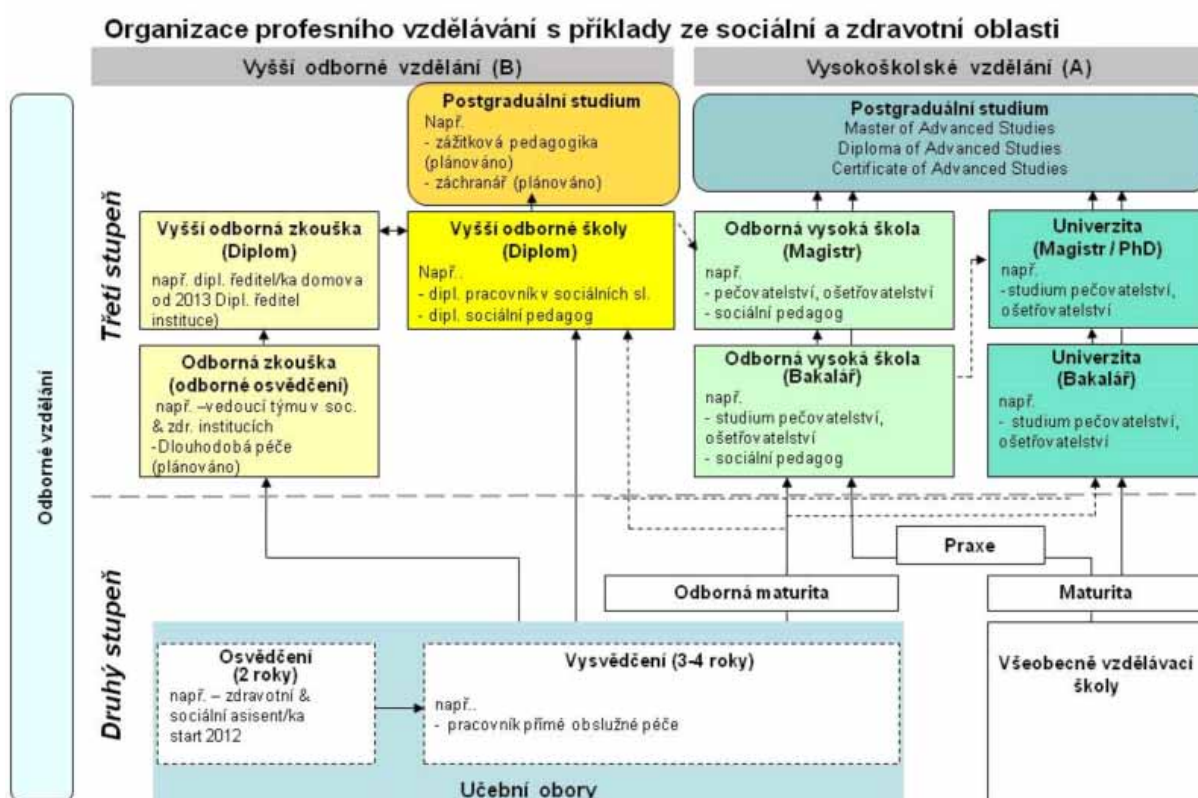 Organizace profesního vzdělávání s příklady ze sociální a zdravotní oblasti
Vyšší odborné vzdělání (B)
Vysokoškolské vzdělání (A)
Odborné vzdělání
Třetí stupeň
Postgraduální studium
Např.
- zážitková pedagogika
(plánováno)
- záchranář (plánováno)
Postgraduální studium
Master of Advanced Studies
Diploma of Advanced Studies
Certificate of Advanced Studies
Vyšší odborná zkouška
(Diplom)
např. dipl. ředitel/ka domova
od 2013 Dipl. ředitel
instituce)
Vyšší odborné školy
(Diplom)
Např..
- dipl. pracovník v sociálních sl.
- dipl. sociální pedagog
Odborná vysoká škola
(Magistr)
např.
- pečovatelství, ošetřovatelství
- sociální pedagog
Univerzita
(Magistr / PhD)
např.
-studium pečovatelství,
ošetřovatelství
Odborná zkouška
(odborné osvědčení)
např. –vedoucí týmu v soc.
& zdr. institucích
-Dlouhodobá péče
(plánováno)
Odborná vysoká škola
(Bakalář)
např.
- studium pečovatelství,
ošetřovatelství
- sociální pedagog
Univerzita
(Bakalář)
např.
- studium pečovatelství,
ošetřovatelství
Druhý stupeň
Praxe
Odborná maturita
Maturita
Osvědčení
(2 roky)
např. – zdravotní &
sociální asisent/ka
start 2012
Vysvědčení (3-4 roky)
např..
- pracovník přímé obslužné péče
Všeobecně vzdělávací
školy
Učební obory